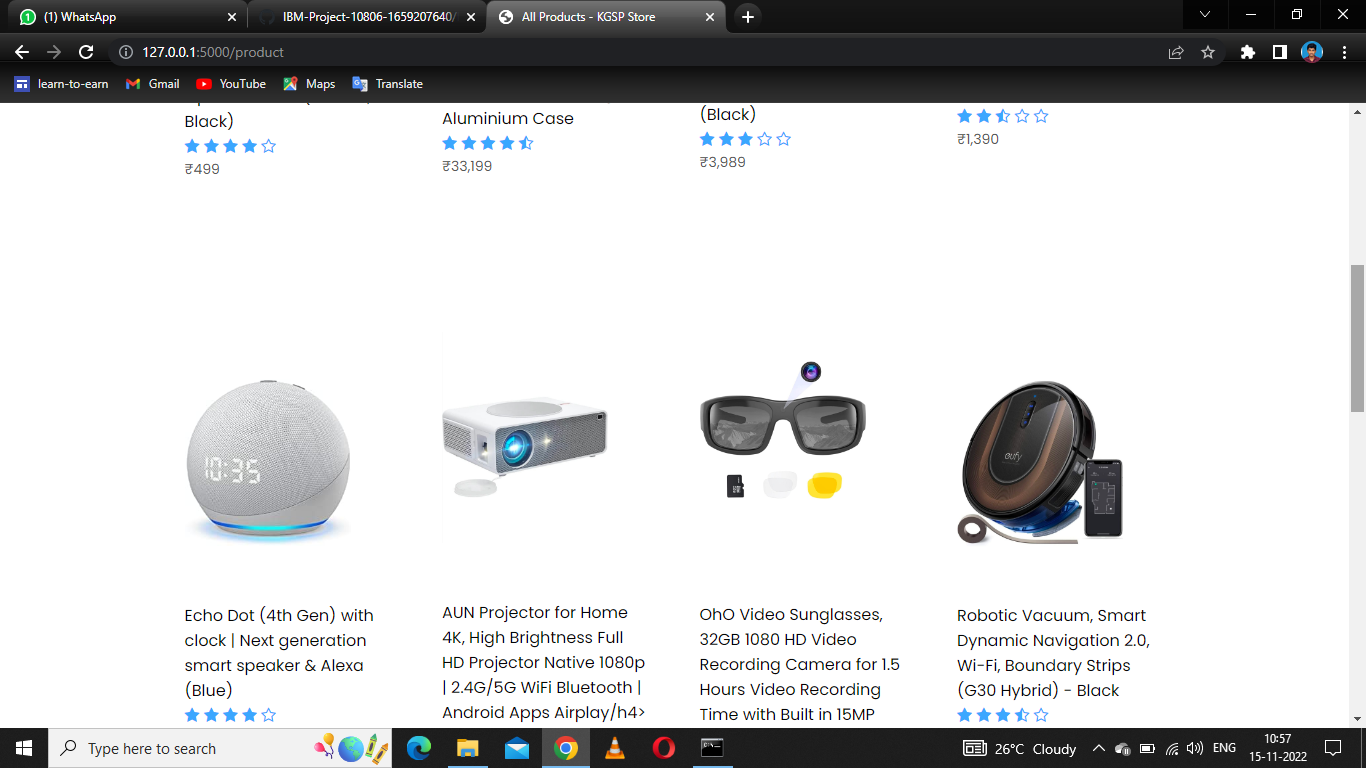 (1) WhatsApp
IBM-Project-10806-1659207640/
All Products - KGSP Store
127.0.0.1:5000/product
learn-to-earn
Gmail
YouTube
Maps
Translate
Black)
₹499
Aluminium Case
₹33,199
(Black)
₹3,989
₹1,390
10:35
eufy
Echo Dot (4th Gen) with
clock | Next generation
smart speaker & Alexa
(Blue)
AUN Projector for Home
4K, High Brightness Full
HD Projector Native 1080p
| 2.4G/5G WiFi Bluetooth |
Android Apps Airplay/h4>
OhO Video Sunglasses,
32GB 1080 HD Video
Recording Camera for 1.5
Hours Video Recording
Time with Built in 15MP
Robotic Vacuum, Smart
Dynamic Navigation 2.0,
Wi-Fi, Boundary Strips
(G30 Hybrid) - Black
Type here to search
26°C Cloudy
ENG
10:57
15-11-2022